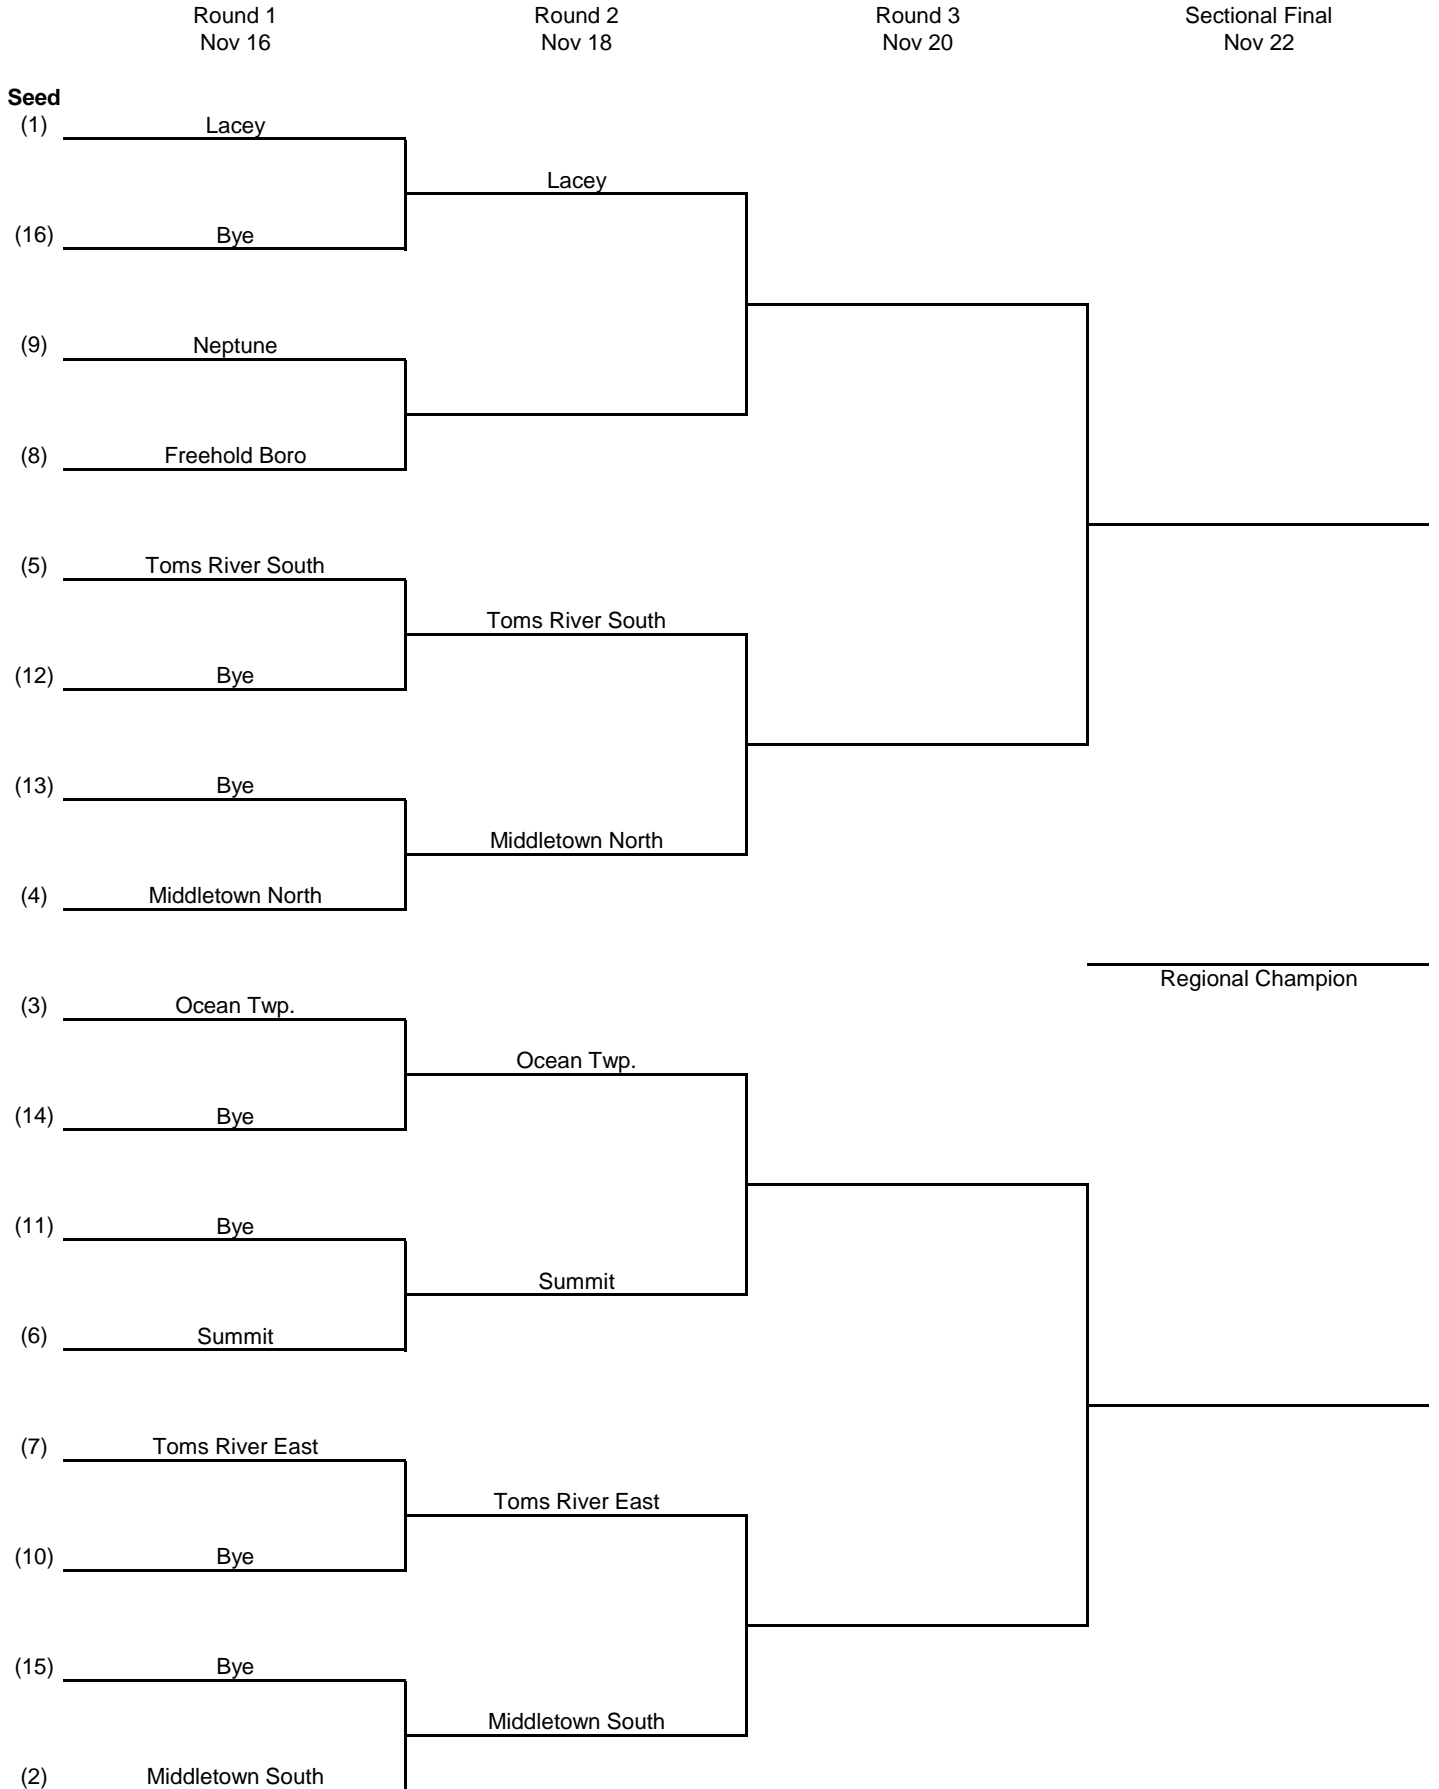 Round 1 Round 2 Round 3 Sectional Final
Nov 16 Nov 18 Nov 20 Nov 22
Seed
(1) Lacey
Lacey
(16) Bye
(9) Neptune
(8) Freehold Boro
(5) Toms River South
Toms River South
(12) Bye
(13) Bye
Middletown North
(4) Middletown North
Regional Champion
(3) Ocean Twp.
Ocean Twp.
(14) Bye
(11) Bye
Summit
(6) Summit
(7) Toms River East
Toms River East
(10) Bye
(15) Bye
Middletown South
(2) Middletown South